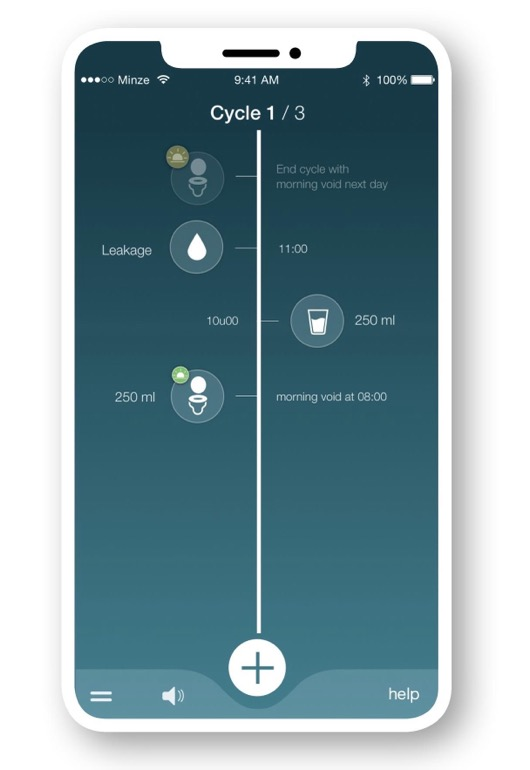 Minze 9:41 AM 100%
Cycle 1 / 3
End cycle with
morning void next day
Leakage 11:00
10u00 250 ml
250 ml morning void at 08:00
help